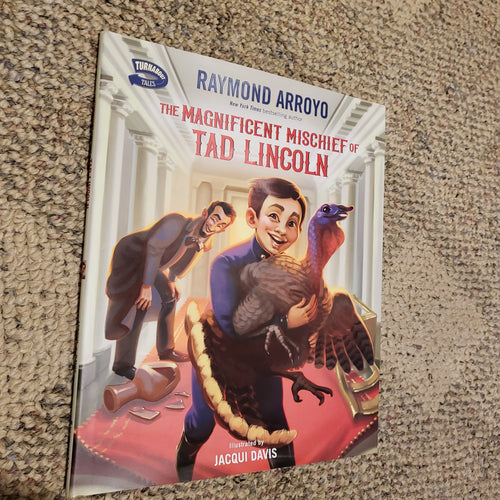 TURNABOUT
TALES
RAYMOND ARROYO
New York Times bestselling author
THE MAGNIFICENT MISCHIEF OF
TAD LINCOLN
Illustrated by
JACQUI DAVIS